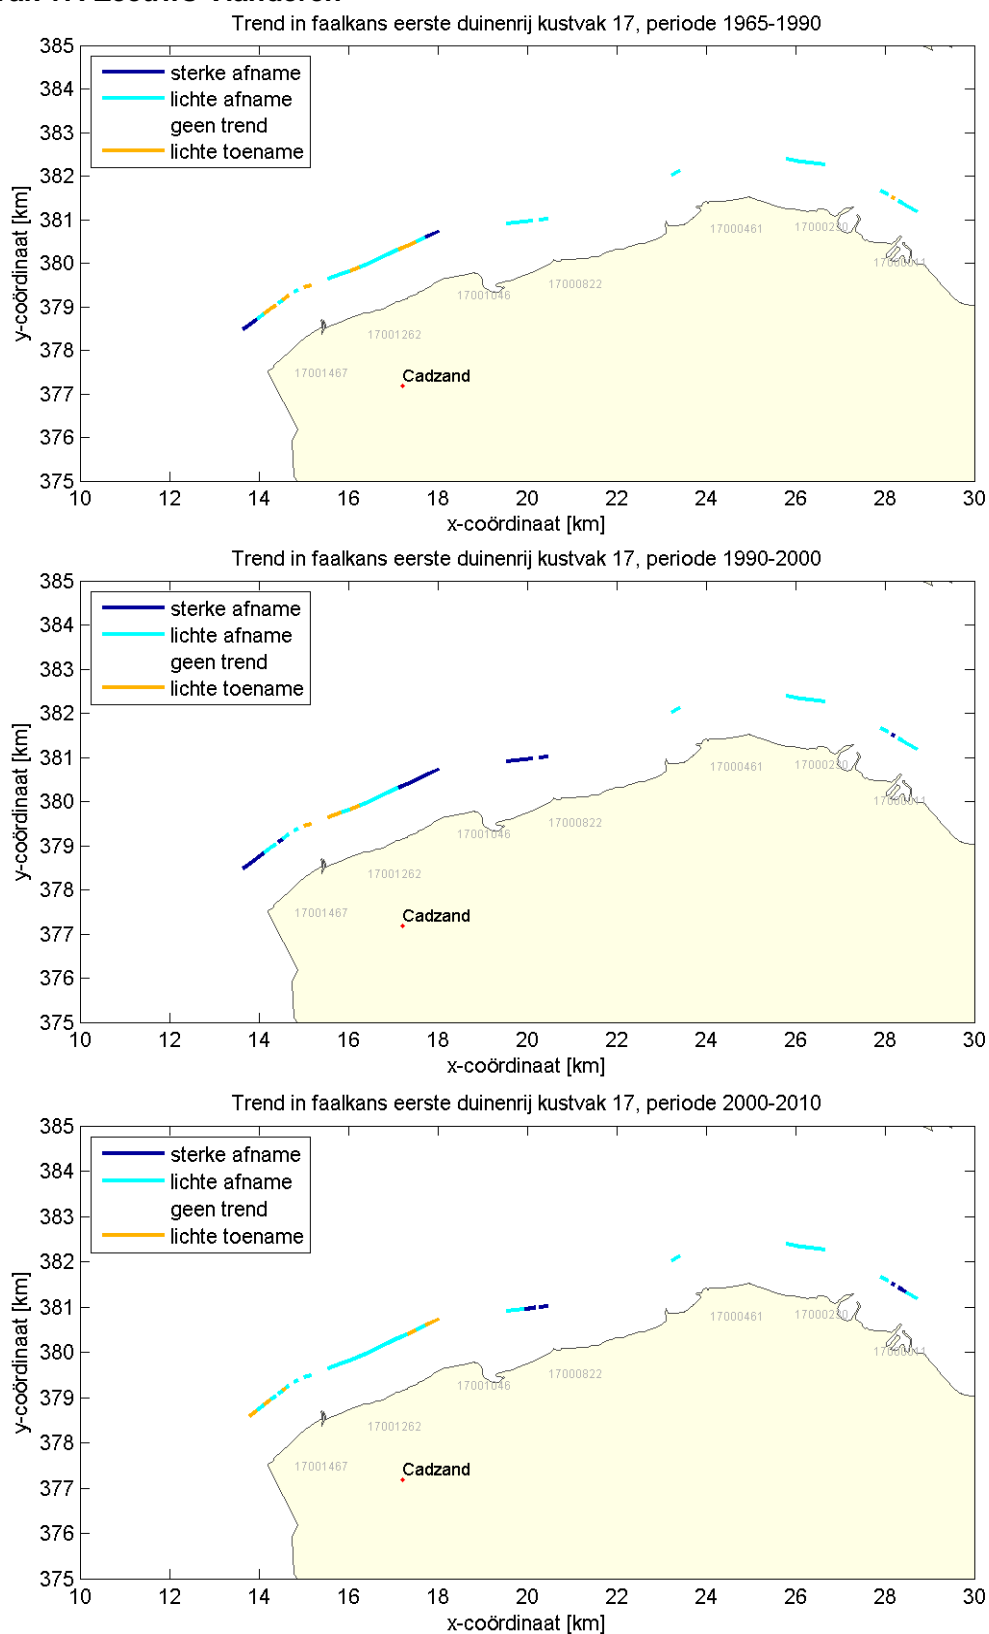 Trend in faalkans eerste duinenrij kustvak 17, periode 1965-1990
385
384
383
382
381
380
379
378
377
376
375
y-coördinaat [km]
sterke afname
lichte afname
geen trend
lichte toename
17000461
17000230
17000011
17001046
17000822
17001262
17001467
Cadzand
10 12 14 16 18 20 22 24 26 28 30
x-coördinaat [km]
Trend in faalkans eerste duinenrij kustvak 17, periode 1990-2000
385
384
383
382
381
380
379
378
377
376
375
y-coördinaat [km]
sterke afname
lichte afname
geen trend
lichte toename
17000461
17000230
17000011
17001046
17000822
17001262
17001467
Cadzand
10 12 14 16 18 20 22 24 26 28 30
x-coördinaat [km]
Trend in faalkans eerste duinenrij kustvak 17, periode 2000-2010
385
384
383
382
381
380
379
378
377
376
375
y-coördinaat [km]
sterke afname
lichte afname
geen trend
lichte toename
17000461
17000230
17000011
17001046
17000822
17001262
17001467
Cadzand
10 12 14 16 18 20 22 24 26 28 30
x-coördinaat [km]